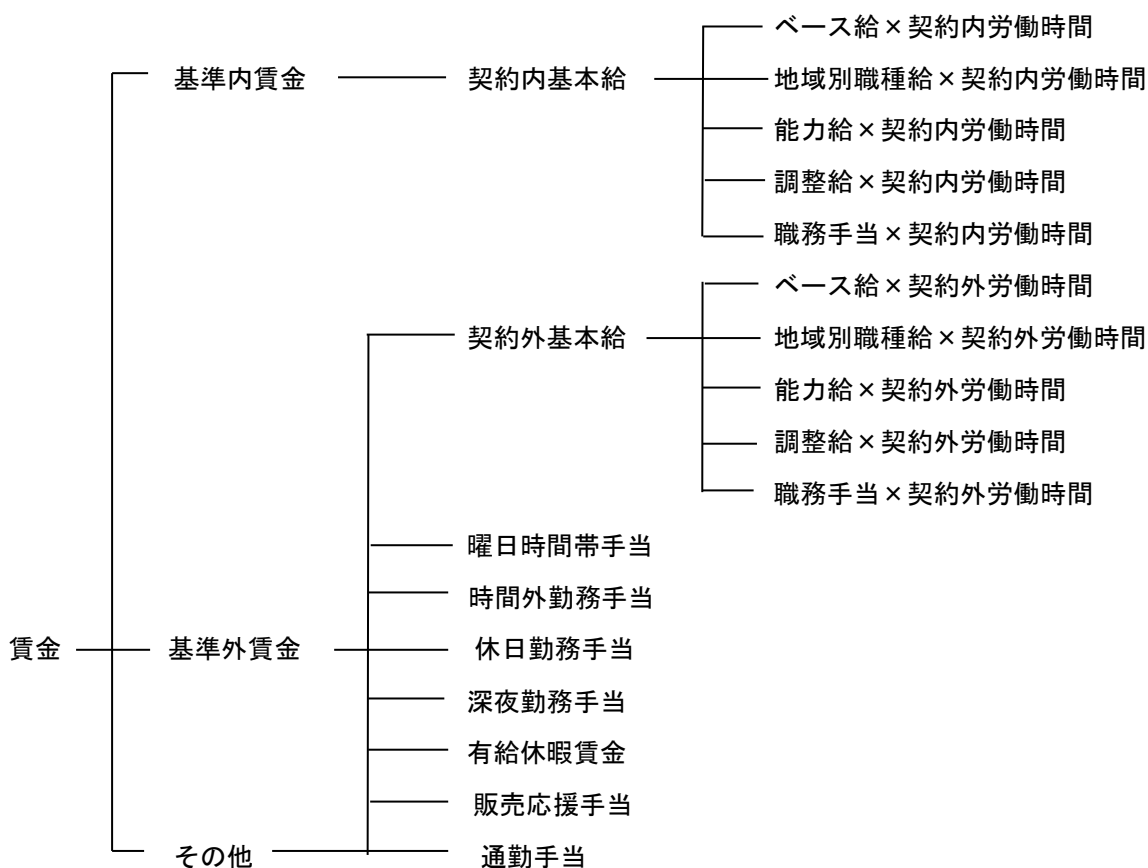 ベース給×契約内労働時間
基準内賃金 契約内基本給 地域別職種給×契約内労働時間
能力給×契約内労働時間
調整給×契約内労働時間
職務手当×契約内労働時間
ベース給×契約外労働時間
契約外基本給 地域別職種給×契約外労働時間
能力給×契約外労働時間
調整給×契約外労働時間
職務手当×契約外労働時間
曜日時間帯手当
時間外勤務手当
賃金 基準外賃金 休日勤務手当
深夜勤務手当
有給休暇賃金
販売応援手当
その他 通勤手当